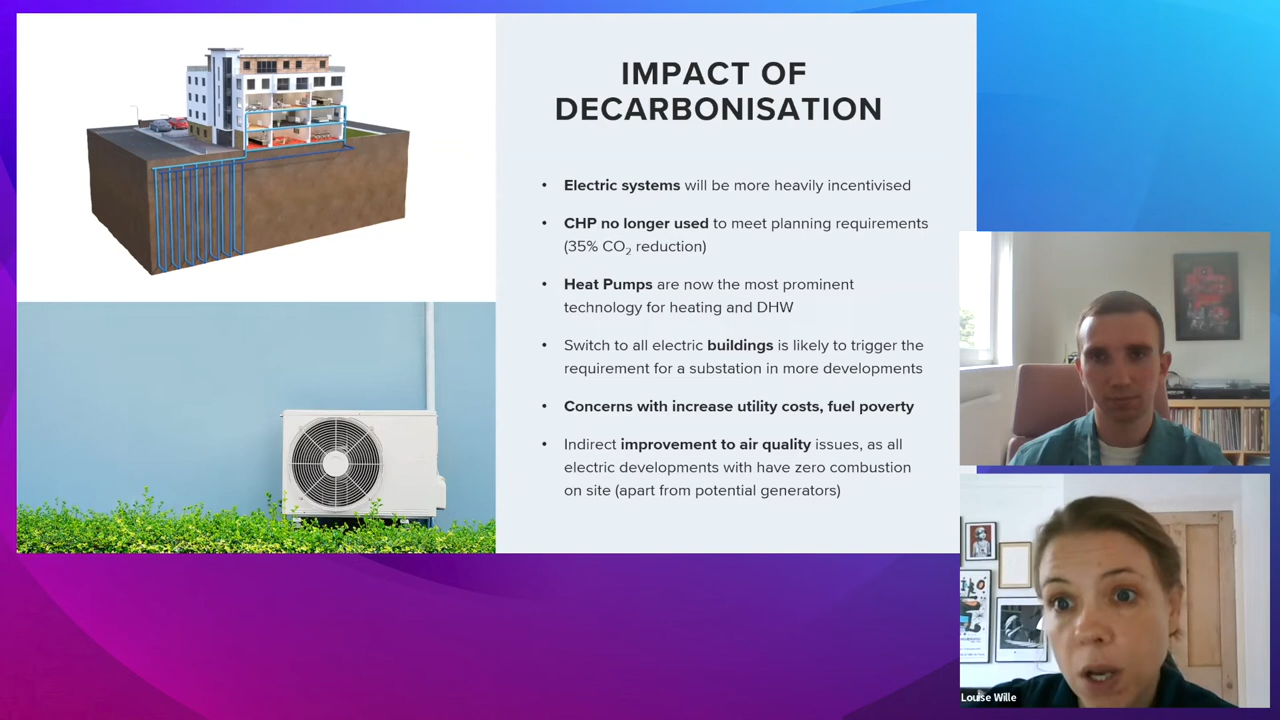 IMPACT OF
DECARBONISATION
• Electric systems will be more heavily incentivised
• CHP no longer used to meet planning requirements
(35% CO₂ reduction)
• Heat Pumps are now the most prominent
technology for heating and DHW
• Switch to all electric buildings is likely to trigger the
requirement for a substation in more developments
• Concerns with increase utility costs, fuel poverty
• Indirect improvement to air quality issues, as all
electric developments with have zero combustion
on site (apart from potential generators)
Louise Wille